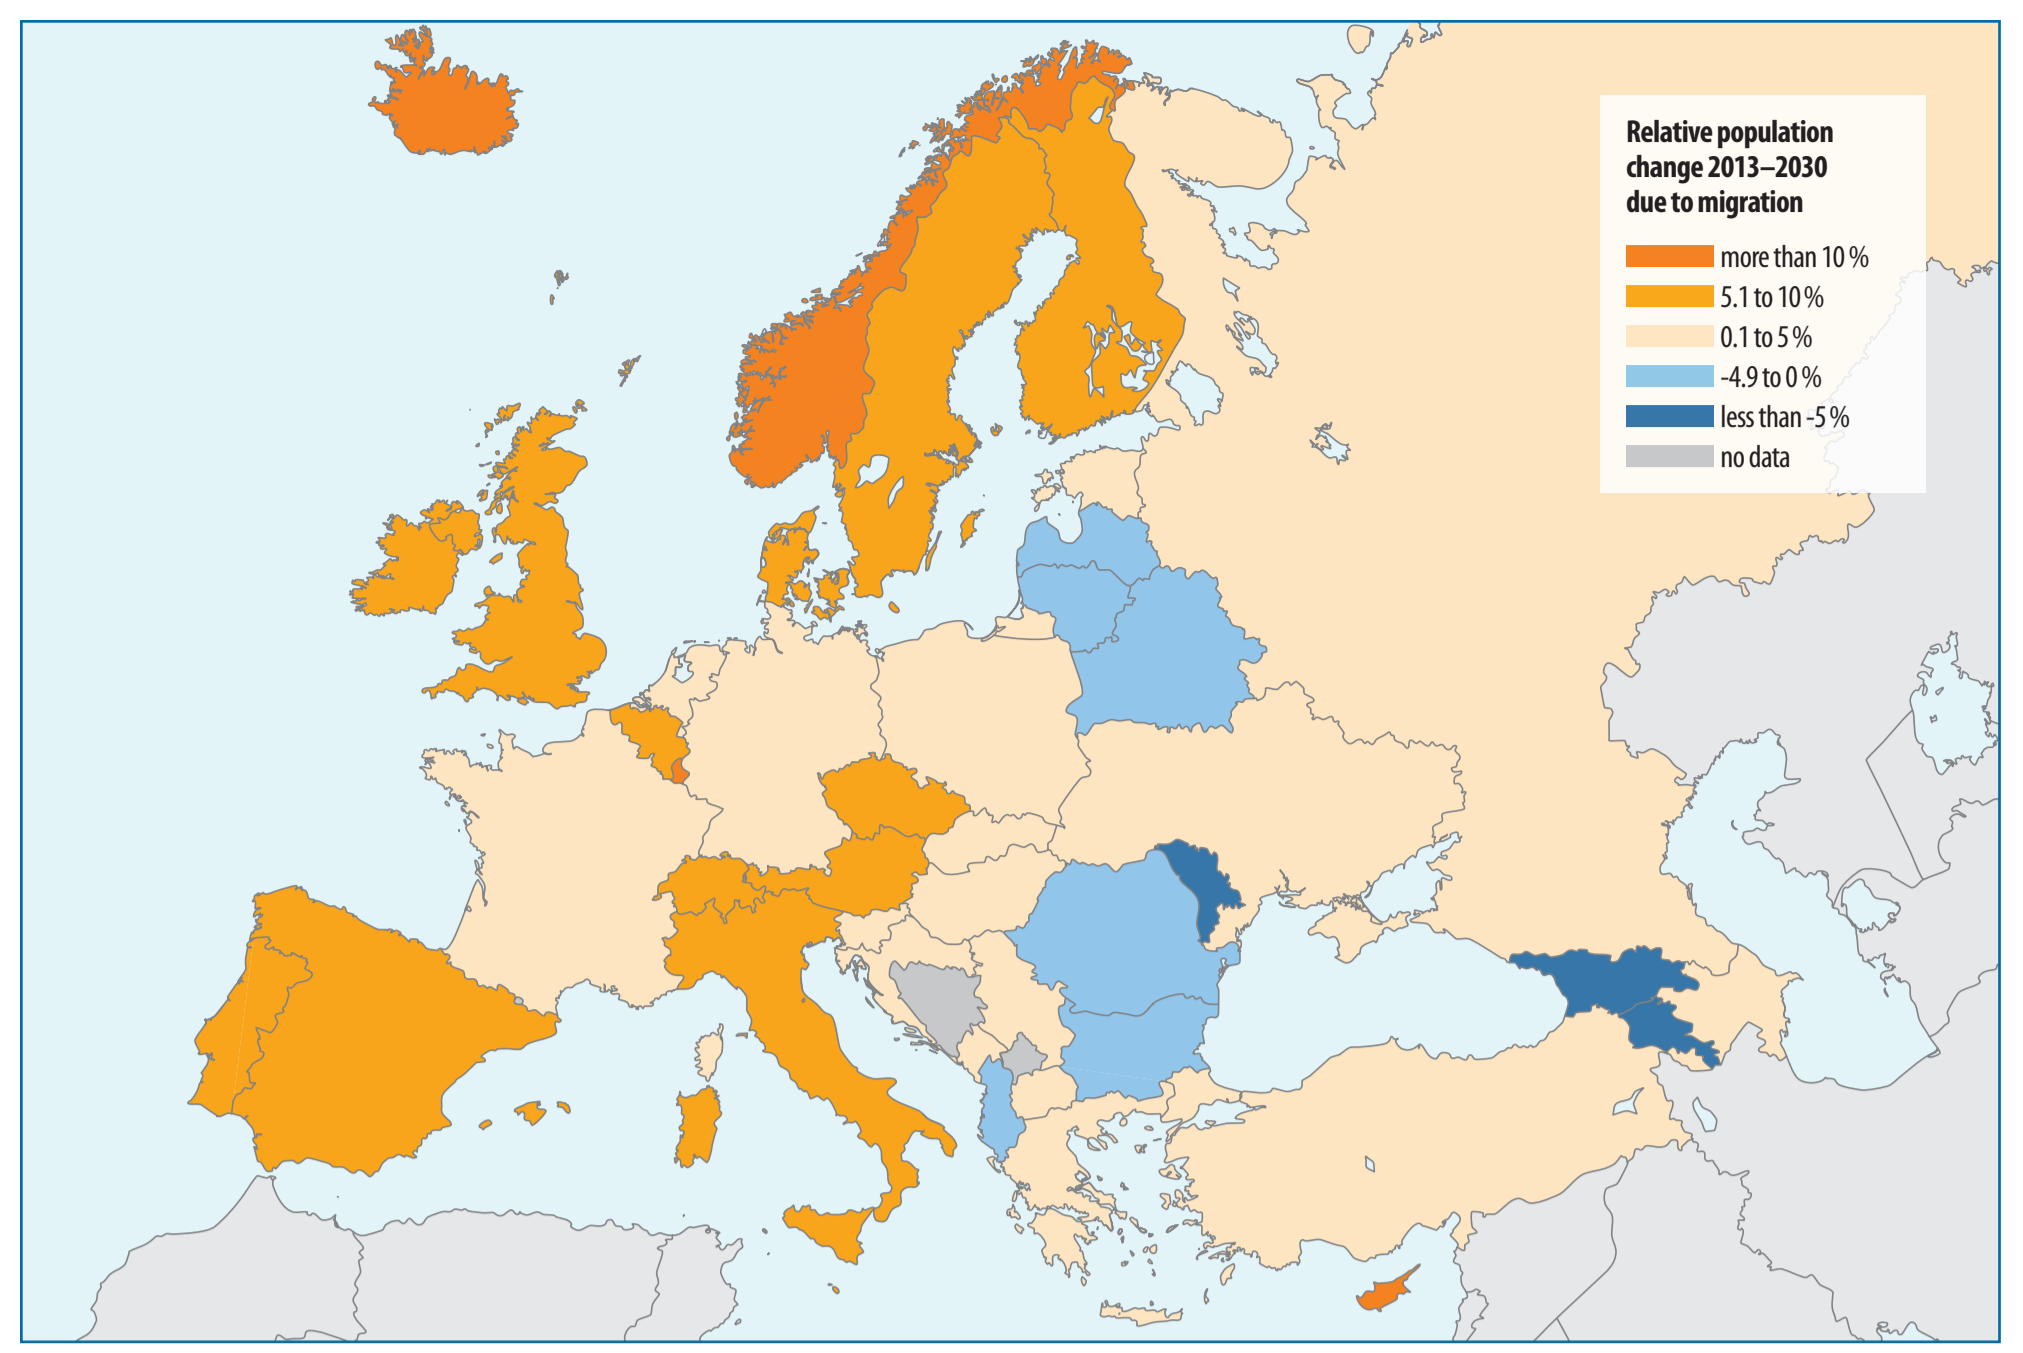 Relative population
change 2013–2030
due to migration
more than 10 %
5.1 to 10 %
0.1 to 5 %
-4.9 to 0 %
less than -5 %
no data